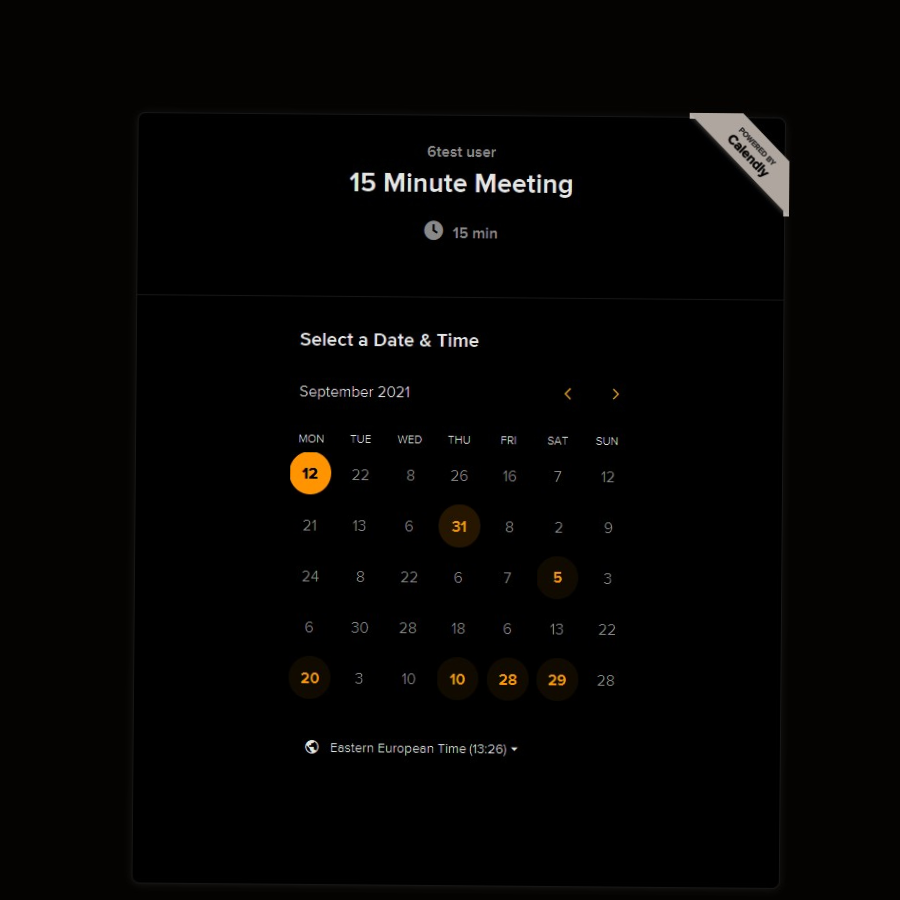 POWERED BY
Calendly
6test user
15 Minute Meeting
15 min
Select a Date & Time
September 2021
MON TUE WED THU FRI SAT SUN
12 22 8 26 16 7 12
21 13 6 31 8 2 9
24 8 22 6 7 5 3
6 30 28 18 6 13 22
20 3 10 10 28 29 28
Eastern European Time (13:26)